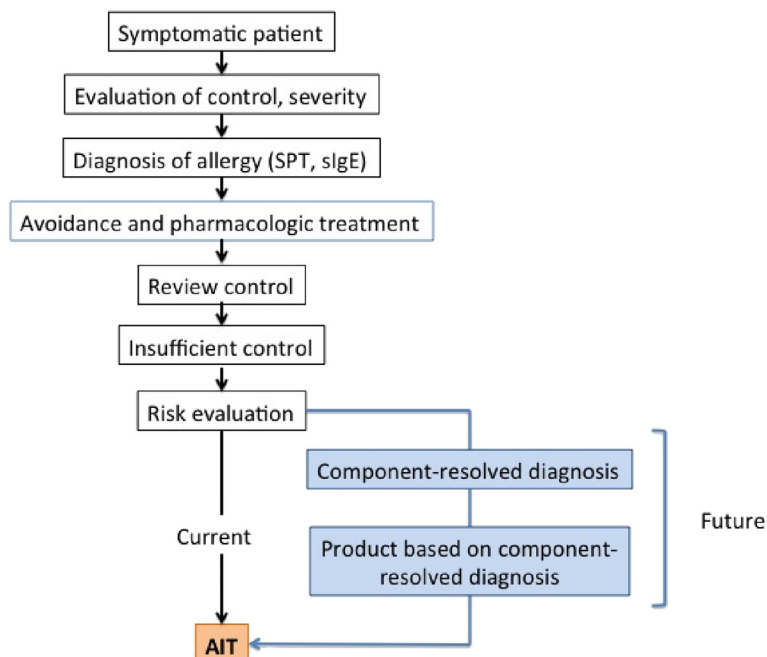 Symptomatic patient
Evaluation of control, severity
Diagnosis of allergy (SPT, sIgE)
Avoidance and pharmacologic treatment
Review control
Insufficient control
Risk evaluation
Component-resolved diagnosis
Future
Current
Product based on component-
resolved diagnosis
AIT